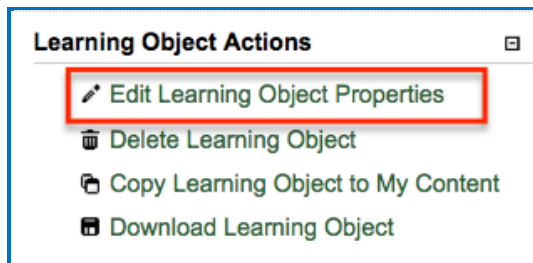 Learning Object Actions
Edit Learning Object Properties
Delete Learning Object
Copy Learning Object to My Content
Download Learning Object